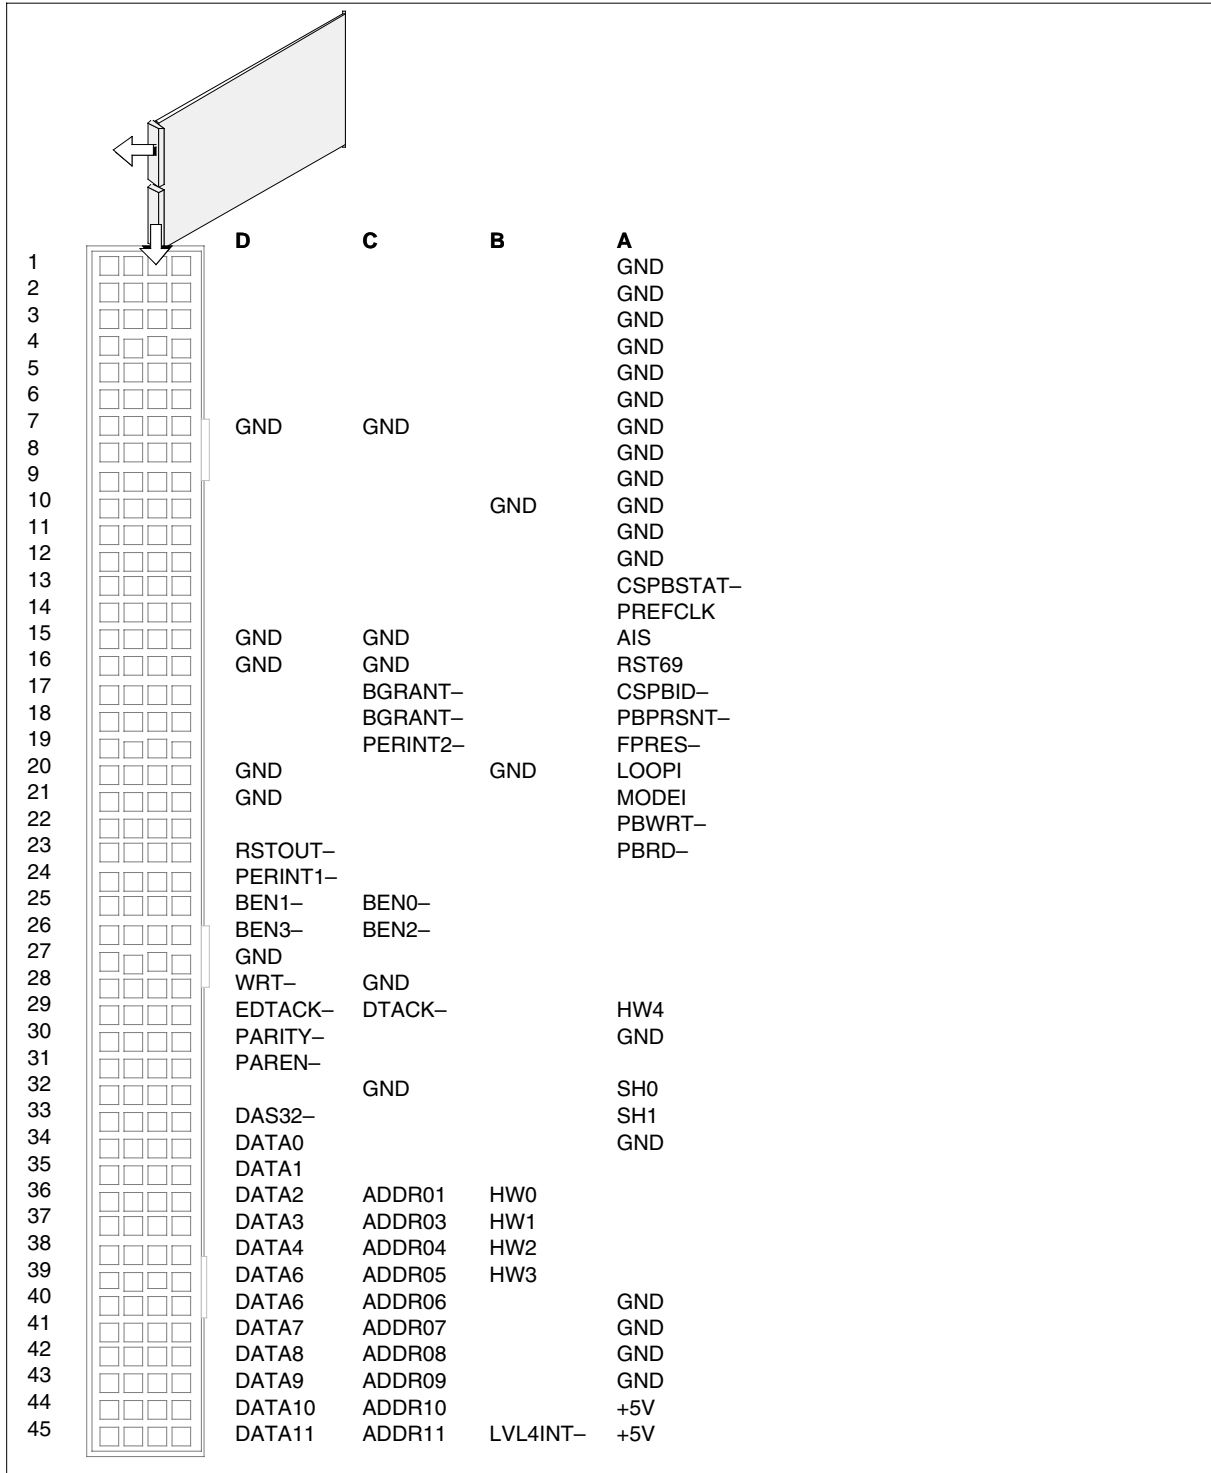 D C B A
1 GND
2 GND
3 GND
4 GND
5 GND
6 GND
7 GND GND GND
8 GND
9 GND
10 GND GND
11 GND
12 GND
13 CSPBSTAT–
14 PREFCLK
15 GND GND AIS
16 GND GND RST69
17 BGRANT– CSPBID–
18 BGRANT– PBPRSNT–
19 PERINT2– FPRES–
20 GND GND LOOPI
21 GND MODEI
22 PBWRT–
23 RSTOUT– PBRD–
24 PERINT1–
25 BEN1– BEN0–
26 BEN3– BEN2–
27 GND
28 WRT– GND
29 EDTACK– DTACK– HW4
30 PARITY– GND
31 PAREN–
32 GND SH0
33 DAS32– SH1
34 DATA0 GND
35 DATA1
36 DATA2 ADDR01 HW0
37 DATA3 ADDR03 HW1
38 DATA4 ADDR04 HW2
39 DATA6 ADDR05 HW3
40 DATA6 ADDR06 GND
41 DATA7 ADDR07 GND
42 DATA8 ADDR08 GND
43 DATA9 ADDR09 GND
44 DATA10 ADDR10 +5V
45 DATA11 ADDR11 LVL4INT– +5V